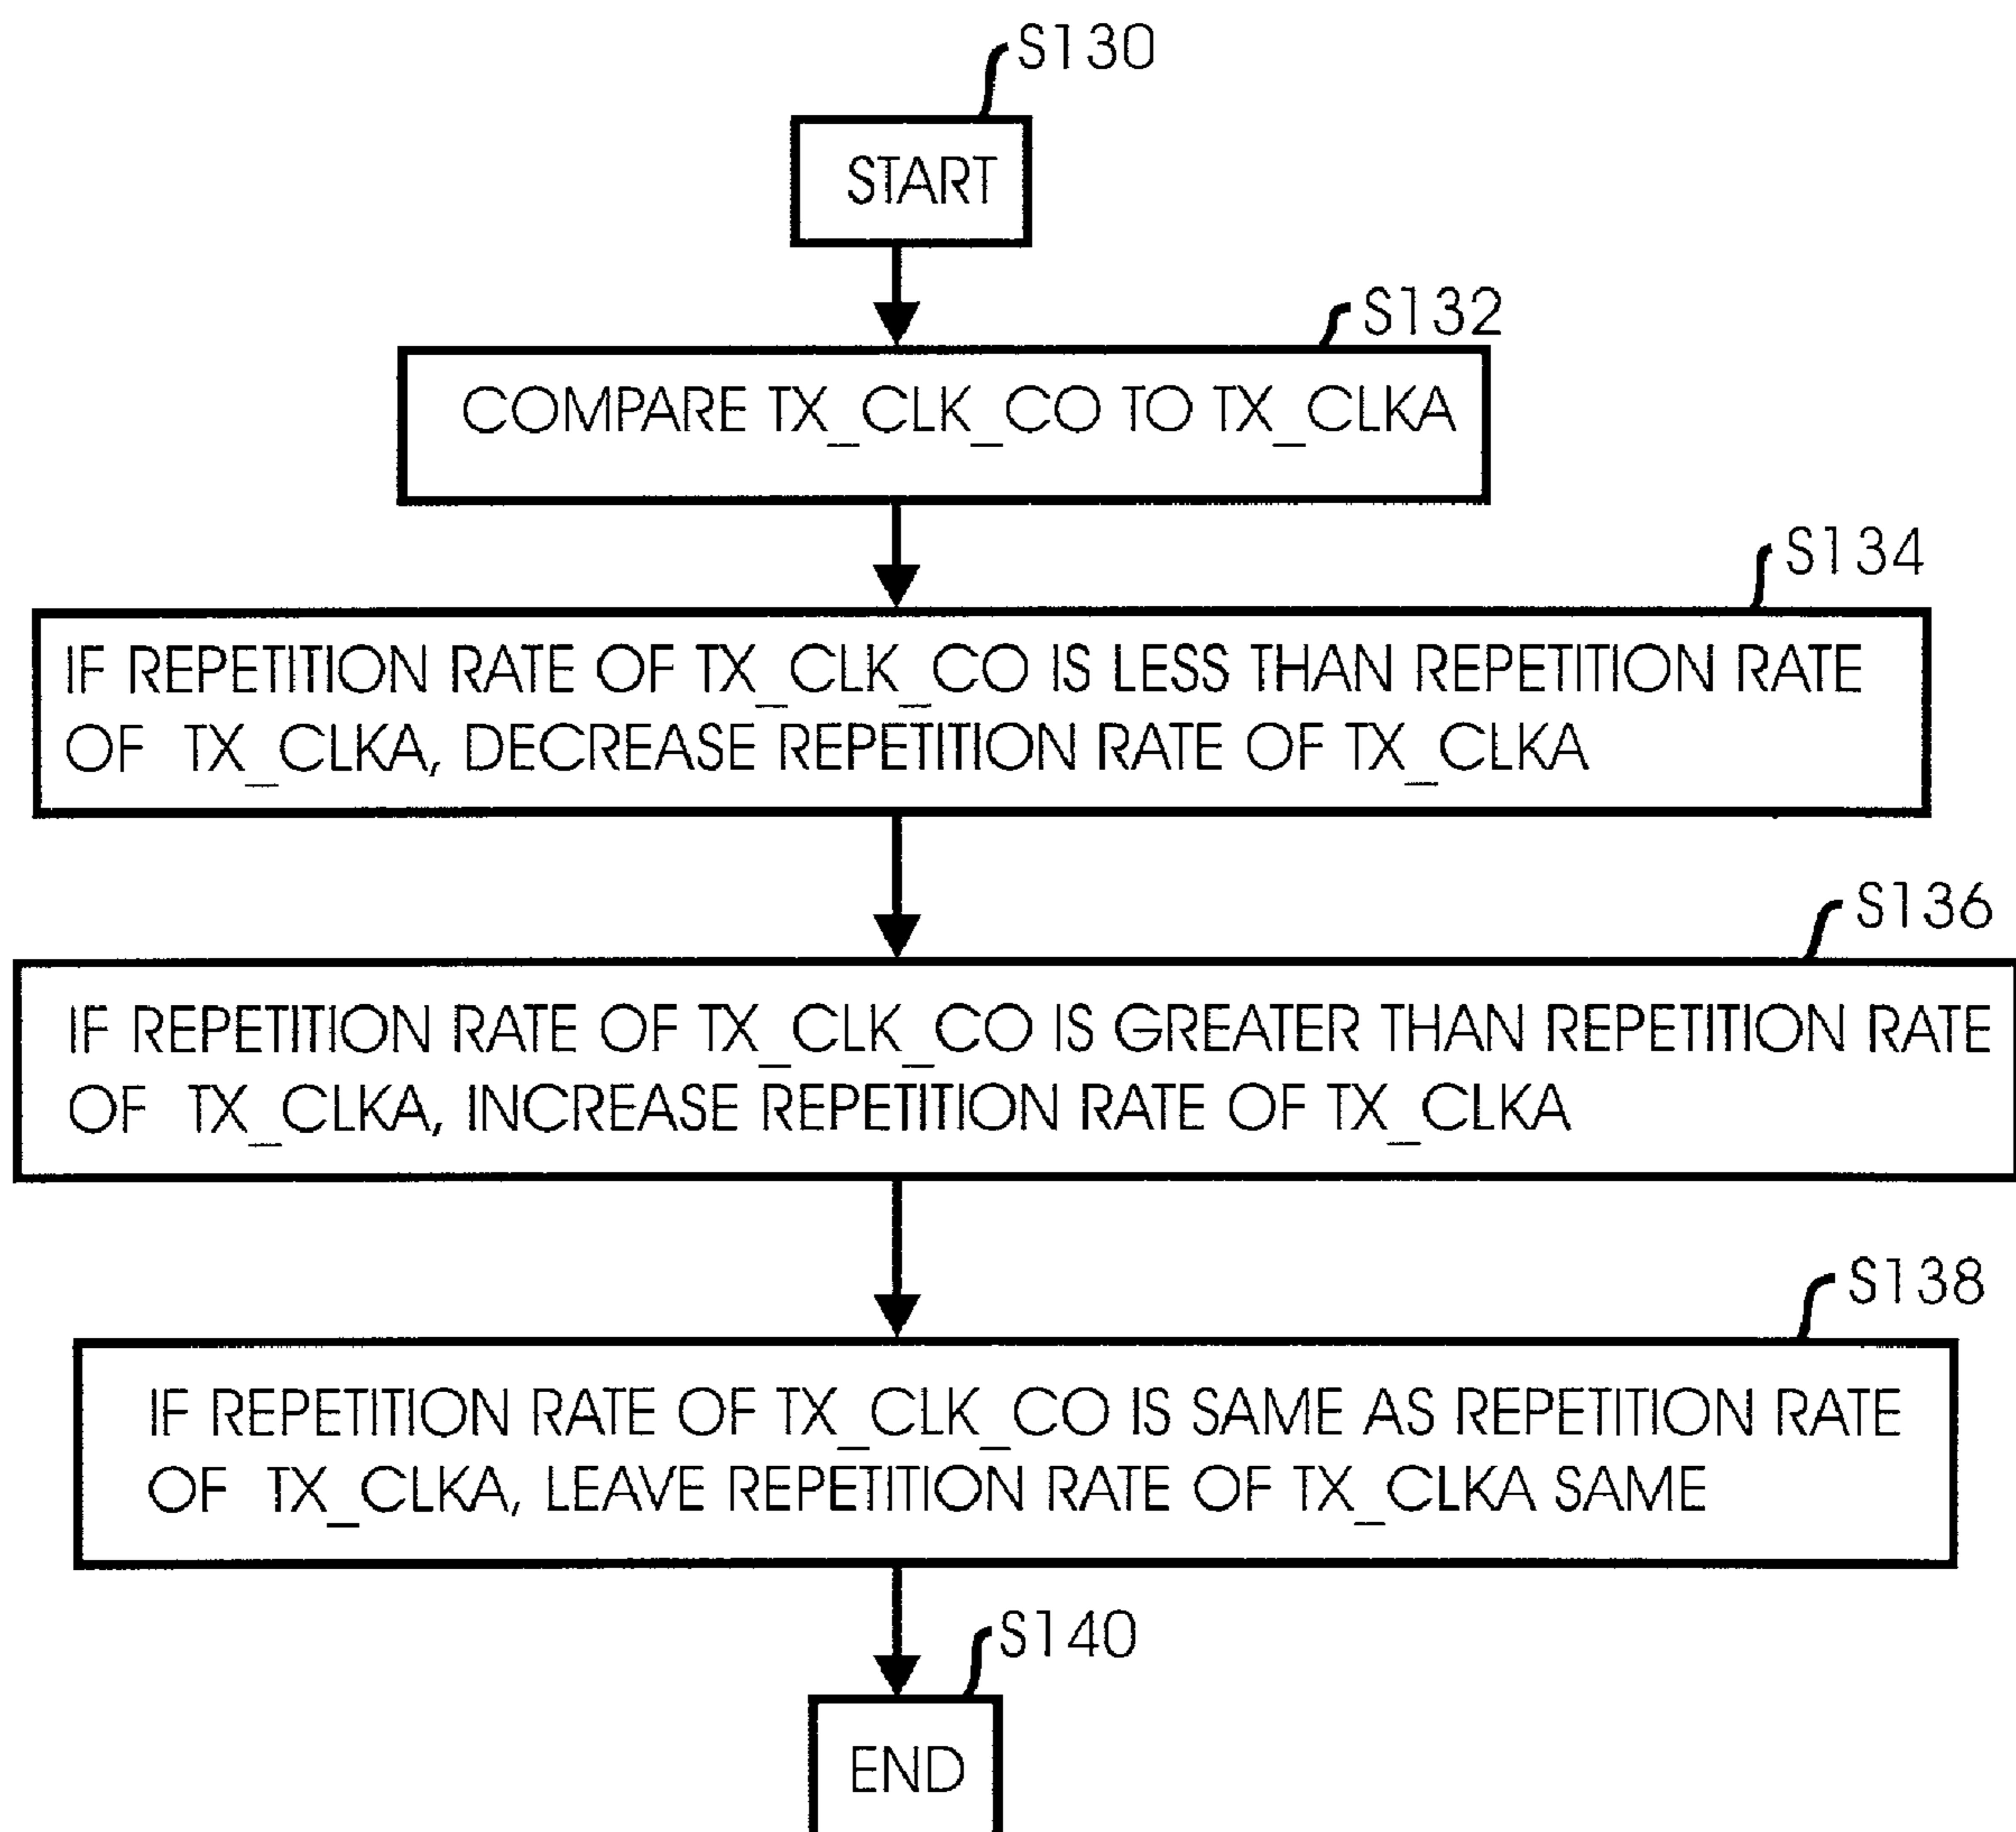 S130
START
S132
COMPARE TX_CLK_CO TO TX_CLKA
S134
IF REPETITION RATE OF TX_CLK_CO IS LESS THAN REPETITION RATE
OF TX_CLKA, DECREASE REPETITION RATE OF TX_CLKA
S136
IF REPETITION RATE OF TX_CLK_CO IS GREATER THAN REPETITION RATE
OF TX_CLKA, INCREASE REPETITION RATE OF TX_CLKA
S138
IF REPETITION RATE OF TX_CLK_CO IS SAME AS REPETITION RATE
OF TX_CLKA, LEAVE REPETITION RATE OF TX_CLKA SAME
S140
END